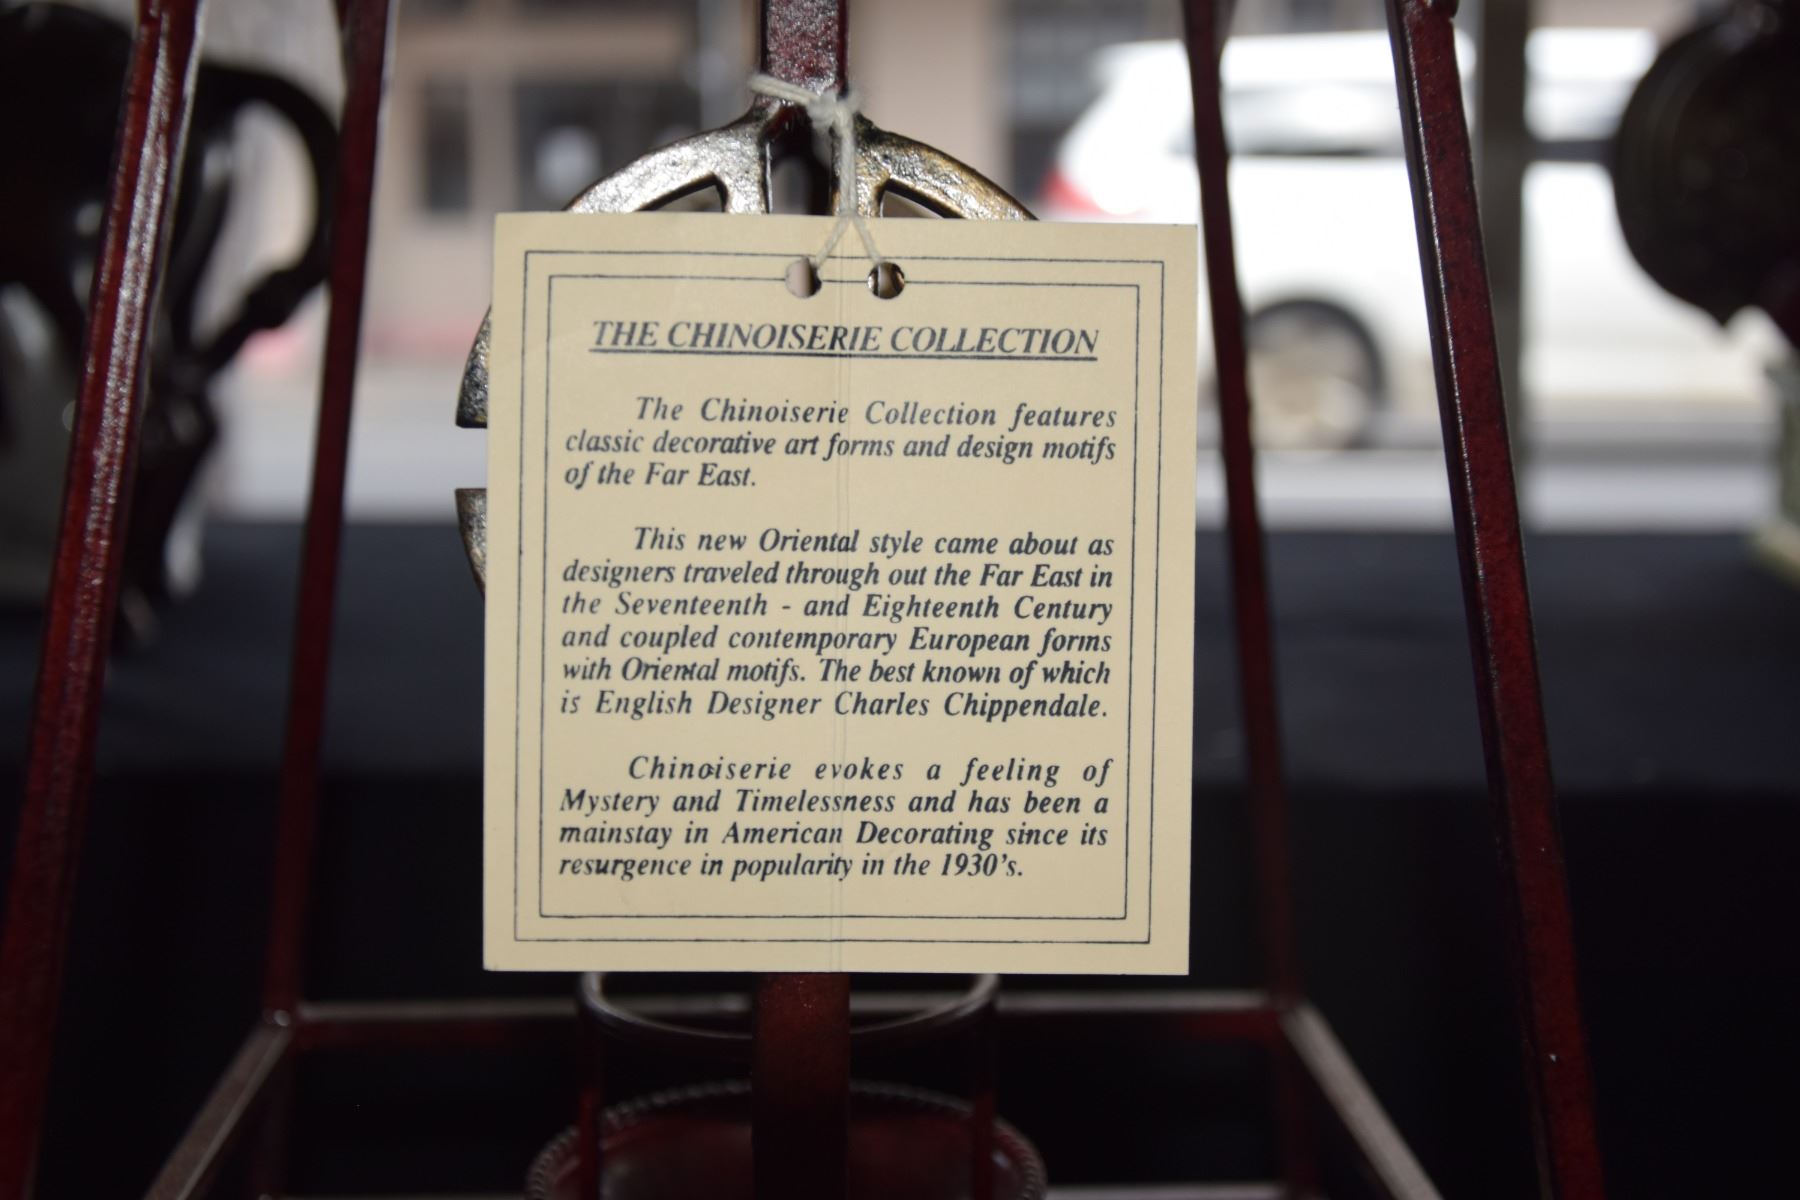 THE CHINOISERIE COLLECTION
The Chinoiserie Collection features
classic decorative art forms and design motifs
of the Far East.
This new Oriental style came about as
designers traveled through out the Far East in
the Seventeenth - and Eighteenth Century
and coupled contemporary European forms
with Oriental motifs. The best known of which
is English Designer Charles Chippendale.
Chinoiserie evokes a feeling of
Mystery and Timelessness and has been a
mainstay in American Decorating since its
resurgence in popularity in the 1930's.